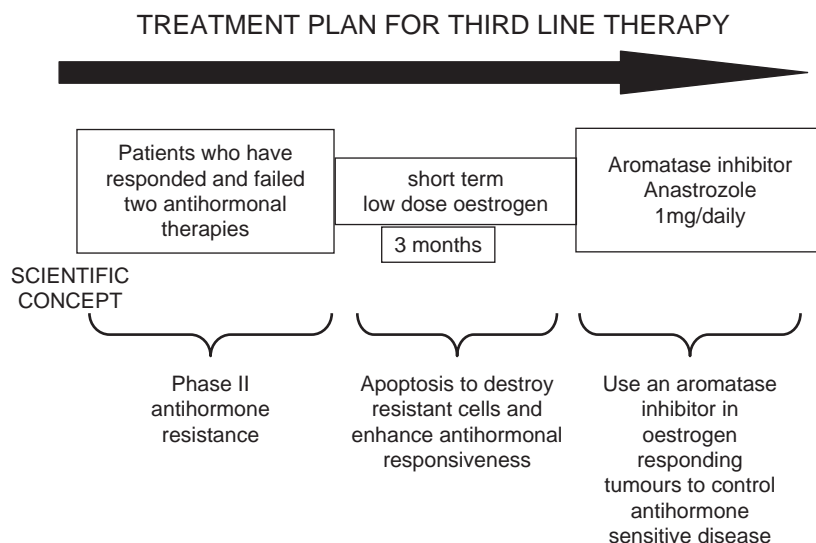 TREATMENT PLAN FOR THIRD LINE THERAPY
Patients who have
responded and failed
two antihormonal
therapies
short term
low dose oestrogen
3 months
Aromatase inhibitor
Anastrozole
1mg/daily
SCIENTIFIC
CONCEPT
Phase II
antihormone
resistance
Apoptosis to destroy
resistant cells and
enhance antihormonal
responsiveness
Use an aromatase
inhibitor in
oestrogen
responding
tumours to control
antihormone
sensitive disease